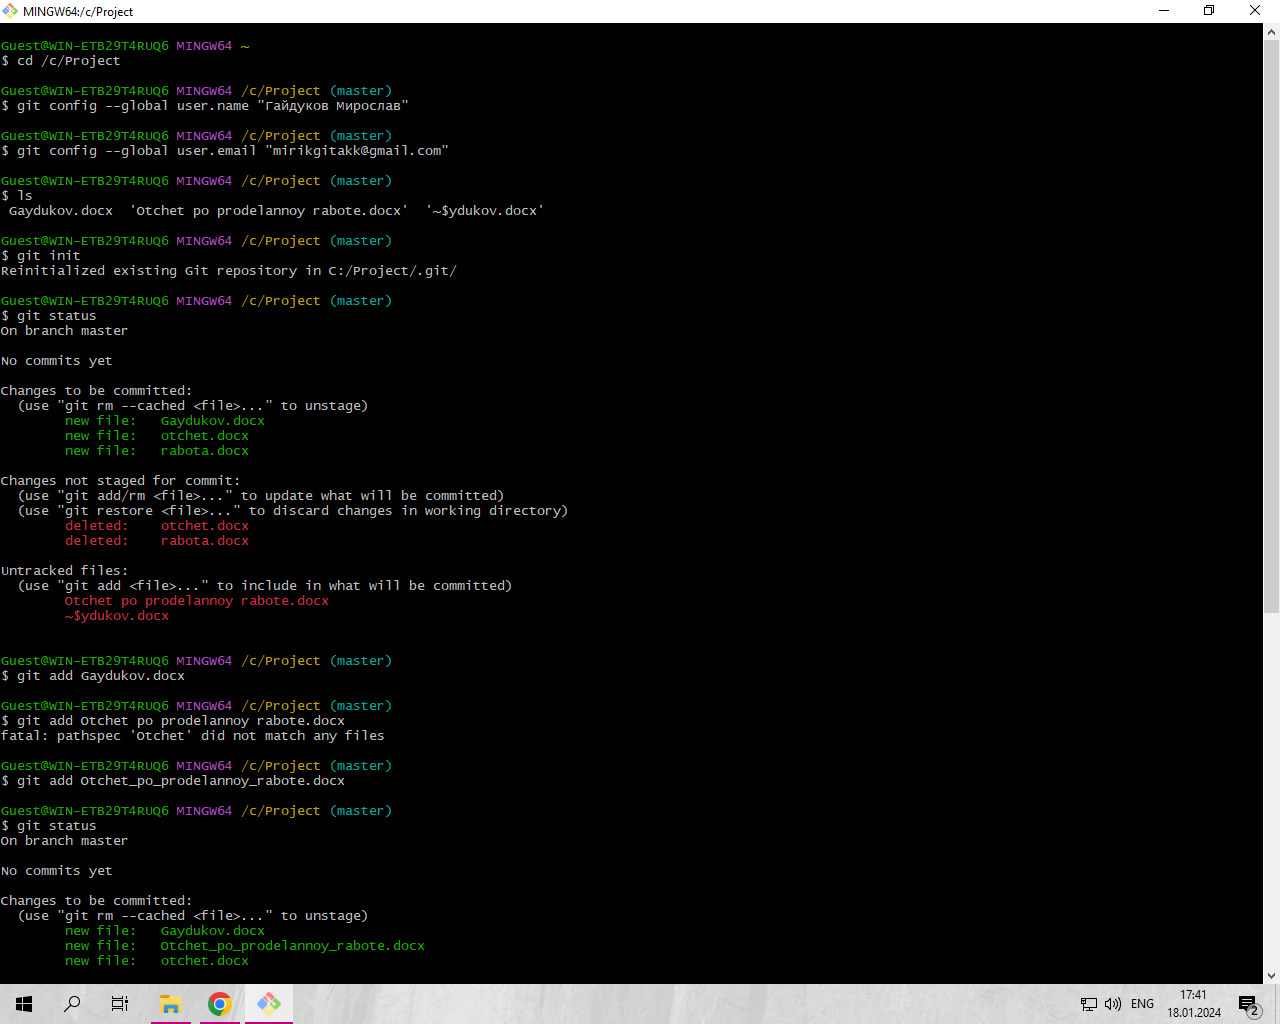 MINGW64:/c/Project
Guest@WIN-ETB29T4RUQ6 MINGW64 ~
$ cd /c/Project
Guest@WIN-ETB29T4RUQ6 MINGW64 /c/Project (master)
$ git config --global user.name "Гайдуков Мирослав"
Guest@WIN-ETB29T4RUQ6 MINGW64 /c/Project (master)
$ git config --global user.email "mirikgitakk@gmail.com"
Guest@WIN-ETB29T4RUQ6 MINGW64 /c/Project (master)
$ ls
Gaydukov.docx  'Otchet po prodelannoy rabote.docx'  '~$ydukov.docx'
Guest@WIN-ETB29T4RUQ6 MINGW64 /c/Project (master)
$ git init
Reinitialized existing Git repository in C:/Project/.git/
Guest@WIN-ETB29T4RUQ6 MINGW64 /c/Project (master)
$ git status
On branch master
No commits yet
Changes to be committed:
(use "git rm --cached <file>..." to unstage)
new file:   Gaydukov.docx
new file:   otchet.docx
new file:   rabota.docx
Changes not staged for commit:
(use "git add/rm <file>..." to update what will be committed)
(use "git restore <file>..." to discard changes in working directory)
deleted:    otchet.docx
deleted:    rabota.docx
Untracked files:
(use "git add <file>..." to include in what will be committed)
Otchet po prodelannoy rabote.docx
~$ydukov.docx
Guest@WIN-ETB29T4RUQ6 MINGW64 /c/Project (master)
$ git add Gaydukov.docx
Guest@WIN-ETB29T4RUQ6 MINGW64 /c/Project (master)
$ git add Otchet po prodelannoy rabote.docx
fatal: pathspec 'Otchet' did not match any files
Guest@WIN-ETB29T4RUQ6 MINGW64 /c/Project (master)
$ git add Otchet_po_prodelannoy_rabote.docx
Guest@WIN-ETB29T4RUQ6 MINGW64 /c/Project (master)
$ git status
On branch master
No commits yet
Changes to be committed:
(use "git rm --cached <file>..." to unstage)
new file:   Gaydukov.docx
new file:   Otchet_po_prodelannoy_rabote.docx
new file:   otchet.docx
ENG
17:41
18.01.2024
2